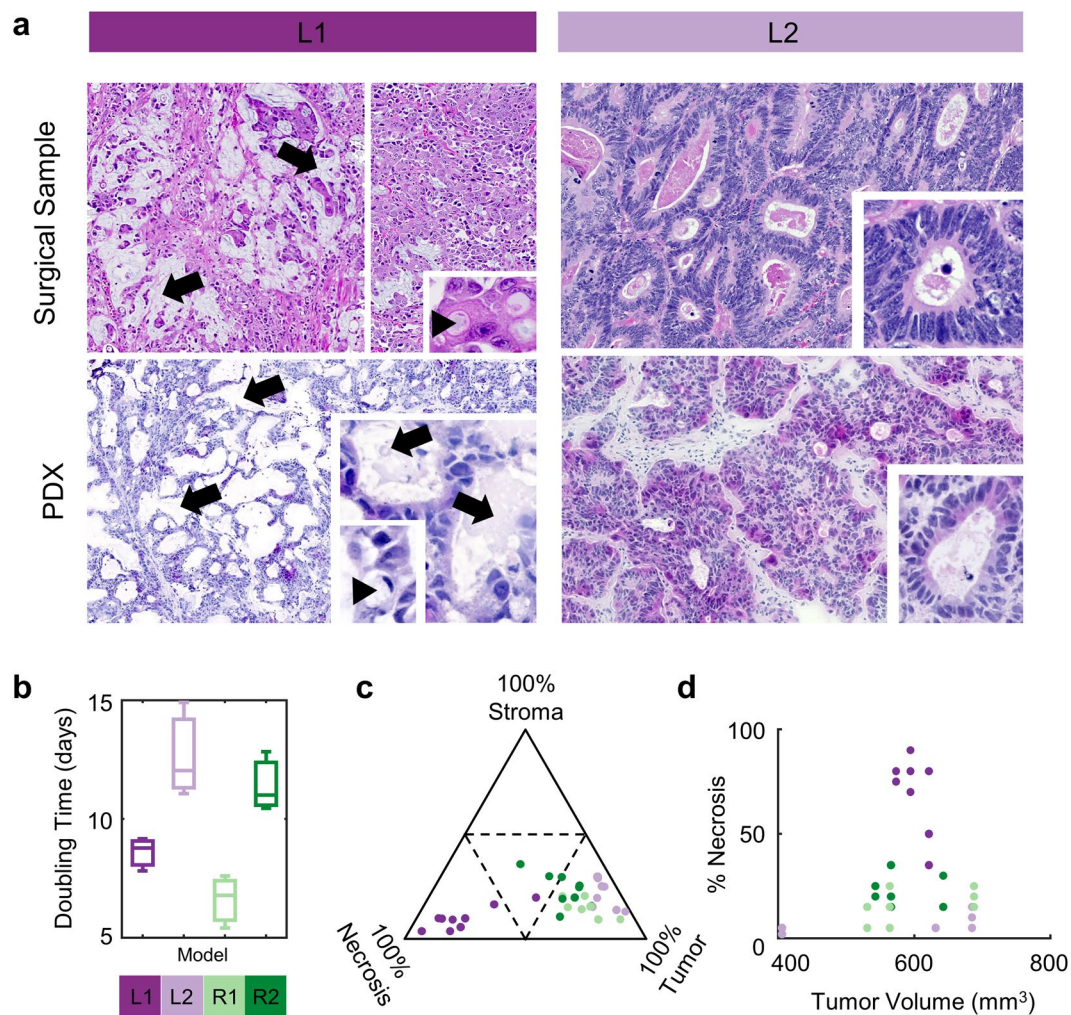 a
L1
L2
Surgical Sample
PDX
b
15
10
5
Doubling Time (days)
Model
L1 L2 R1 R2
c
100%
Stroma
100%
Necrosis
100%
Tumor
d
100
50
0
% Necrosis
400 600 800
Tumor Volume (mm³)